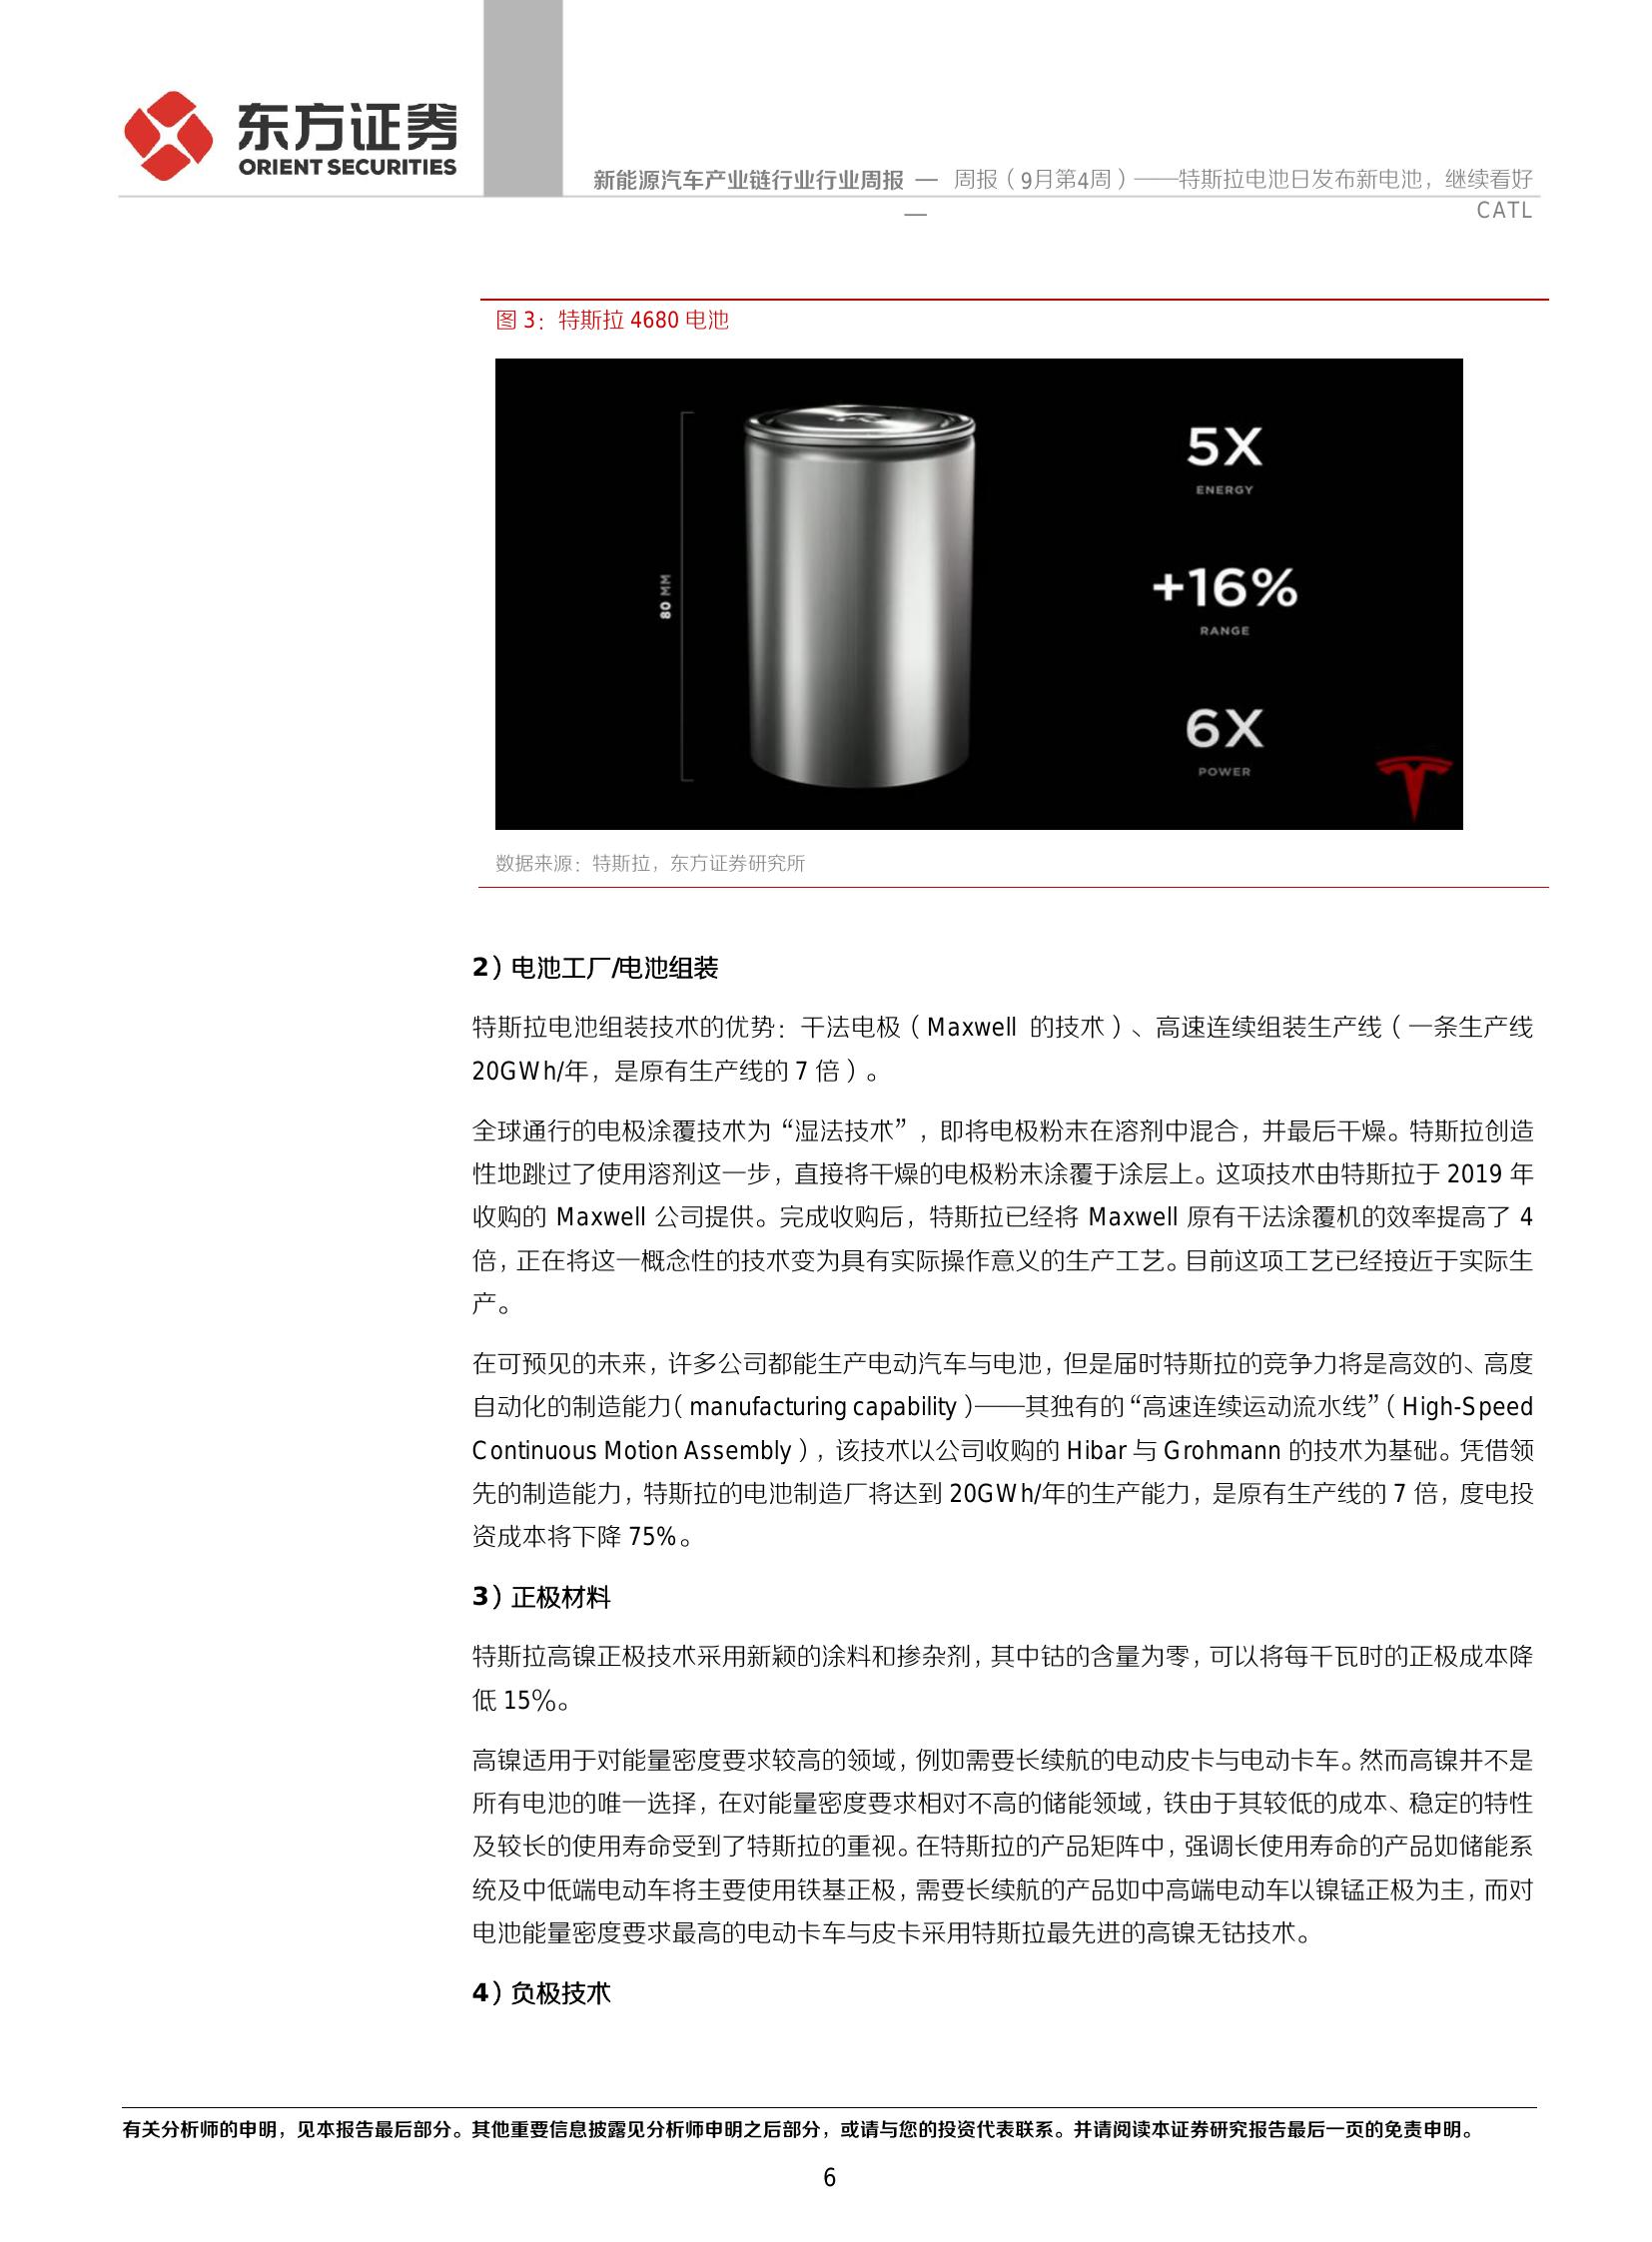 东方证券
ORIENT SECURITIES
新能源汽车产业链行业行业周报 — 周报（9月第4周）——特斯拉电池日发布新电池，继续看好
— CATL
图 3：特斯拉 4680 电池
80 MM
5X
ENERGY
+16%
RANGE
6X
POWER
数据来源：特斯拉，东方证券研究所
2）电池工厂/电池组装
特斯拉电池组装技术的优势：干法电极（Maxwell 的技术）、高速连续组装生产线（一条生产线
20GWh/年，是原有生产线的 7 倍）。
全球通行的电极涂覆技术为“湿法技术”，即将电极粉末在溶剂中混合，并最后干燥。特斯拉创造
性地跳过了使用溶剂这一步，直接将干燥的电极粉末涂覆于涂层上。这项技术由特斯拉于 2019 年
收购的 Maxwell 公司提供。完成收购后，特斯拉已经将 Maxwell 原有干法涂覆机的效率提高了 4
倍，正在将这一概念性的技术变为具有实际操作意义的生产工艺。目前这项工艺已经接近于实际生
产。
在可预见的未来，许多公司都能生产电动汽车与电池，但是届时特斯拉的竞争力将是高效的、高度
自动化的制造能力（manufacturing capability）——其独有的“高速连续运动流水线”（High-Speed
Continuous Motion Assembly），该技术以公司收购的 Hibar 与 Grohmann 的技术为基础。凭借领
先的制造能力，特斯拉的电池制造厂将达到 20GWh/年的生产能力，是原有生产线的 7 倍，度电投
资成本将下降 75%。
3）正极材料
特斯拉高镍正极技术采用新颖的涂料和掺杂剂，其中钴的含量为零，可以将每千瓦时的正极成本降
低 15％。
高镍适用于对能量密度要求较高的领域，例如需要长续航的电动皮卡与电动卡车。然而高镍并不是
所有电池的唯一选择，在对能量密度要求相对不高的储能领域，铁由于其较低的成本、稳定的特性
及较长的使用寿命受到了特斯拉的重视。在特斯拉的产品矩阵中，强调长使用寿命的产品如储能系
统及中低端电动车将主要使用铁基正极，需要长续航的产品如中高端电动车以镍锰正极为主，而对
电池能量密度要求最高的电动卡车与皮卡采用特斯拉最先进的高镍无钴技术。
4）负极技术
有关分析师的申明，见本报告最后部分。其他重要信息披露见分析师申明之后部分，或请与您的投资代表联系。并请阅读本证券研究报告最后一页的免责申明。
6